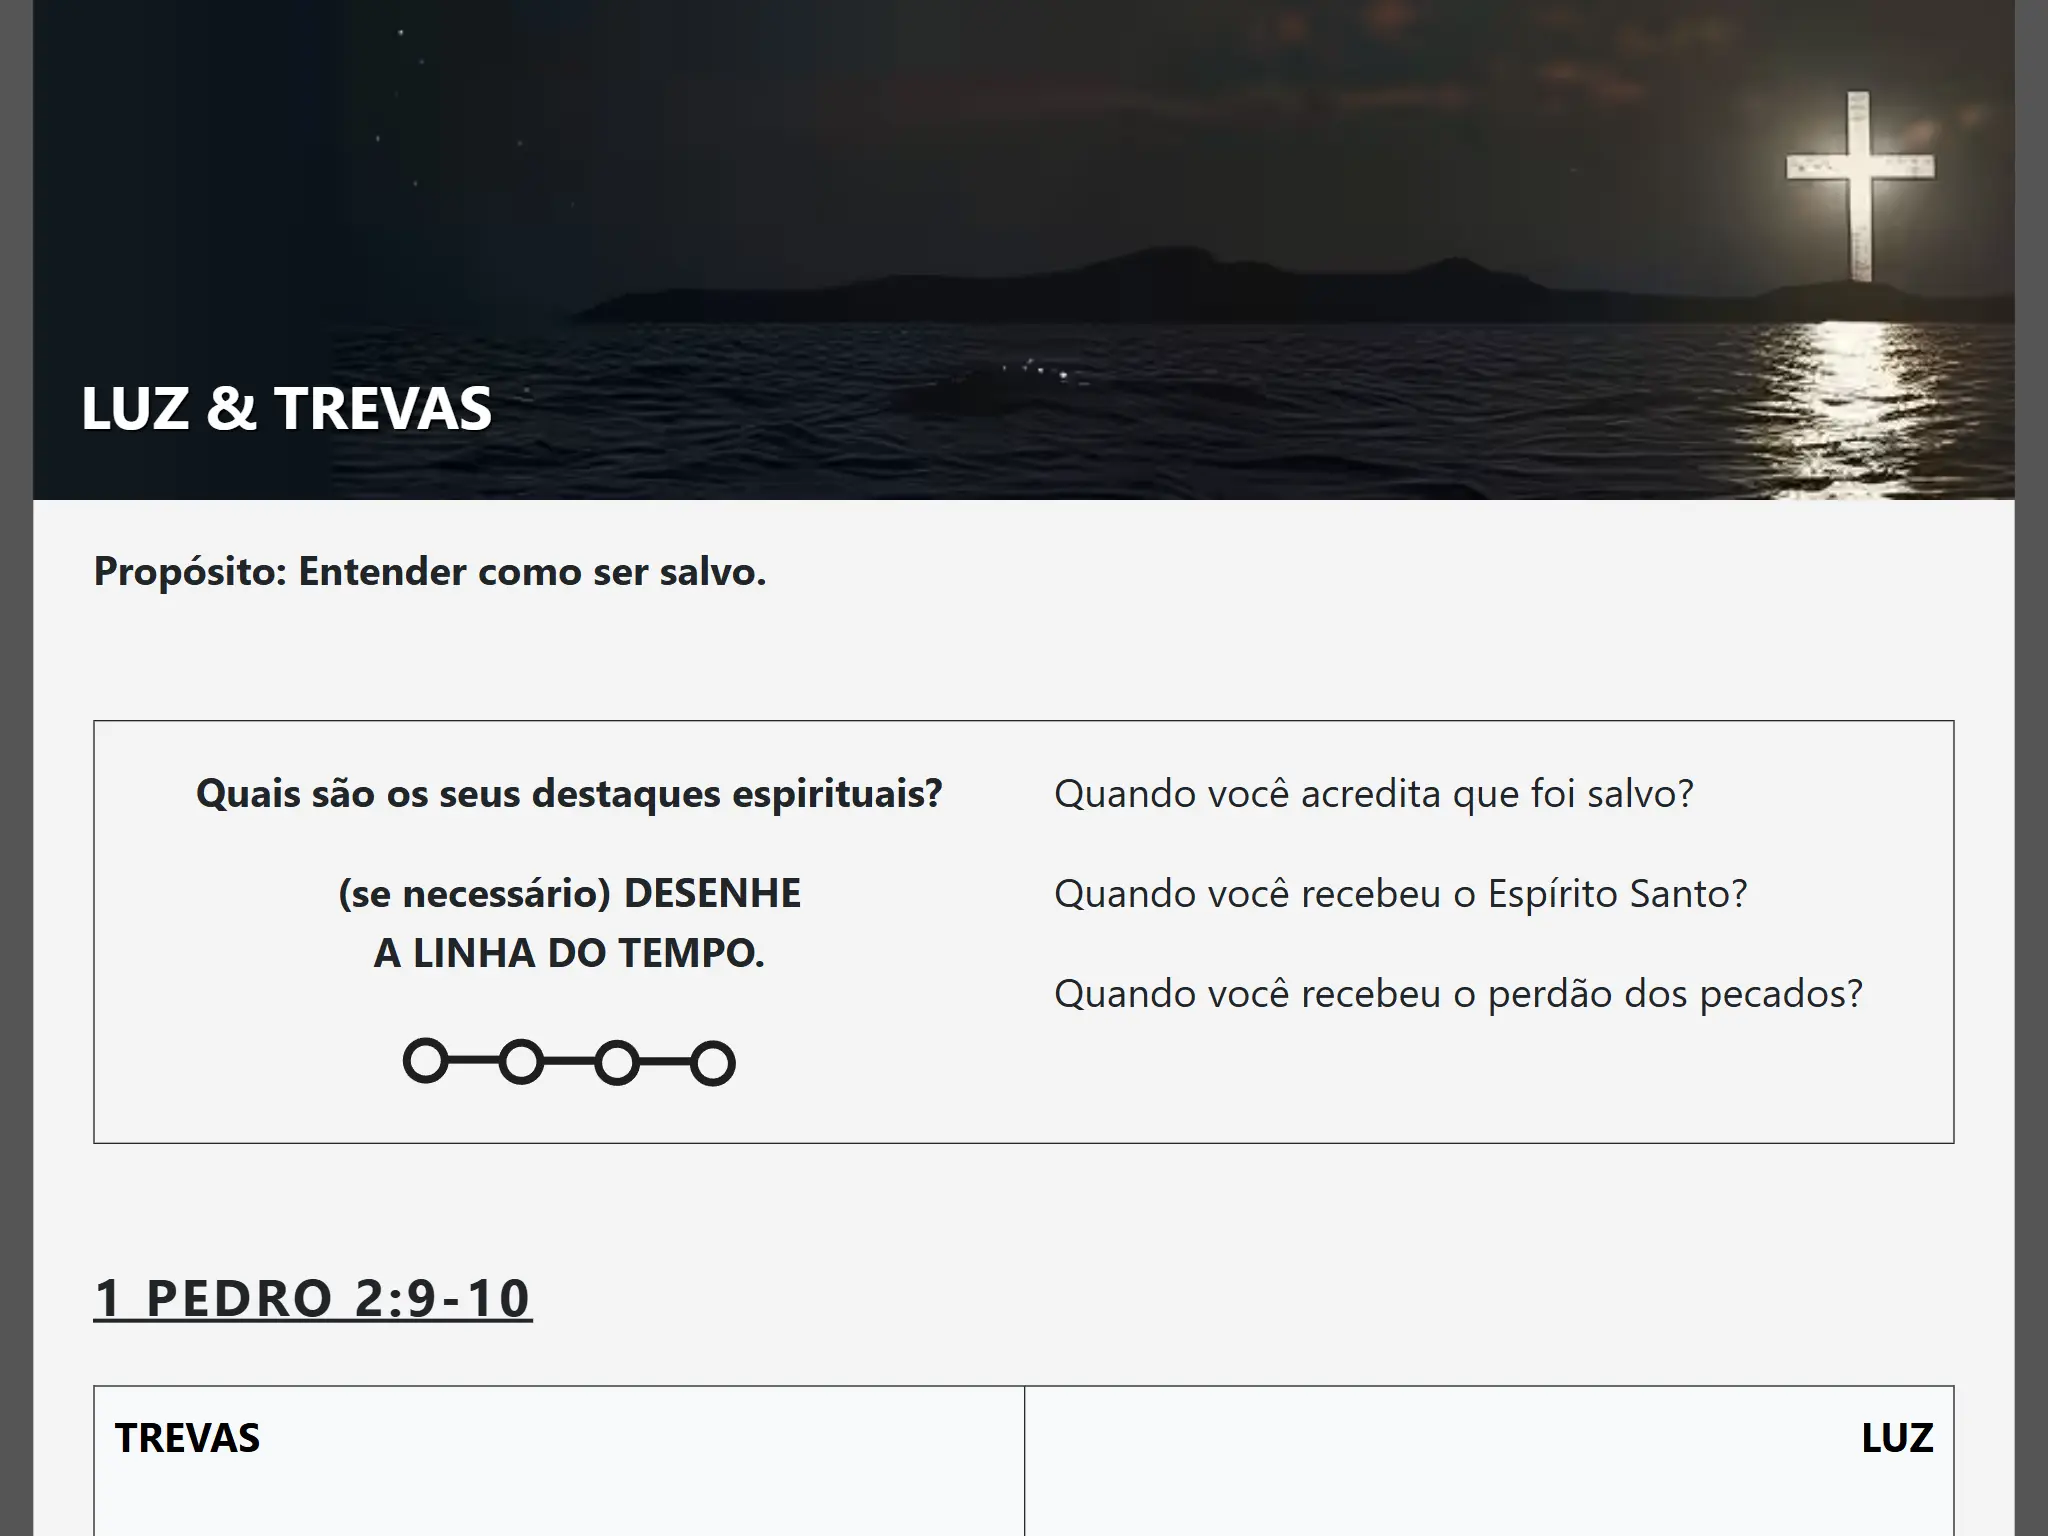 LUZ & TREVAS
Propósito: Entender como ser salvo.
Quais são os seus destaques espirituais?
(se necessário) DESENHE
A LINHA DO TEMPO.
Quando você acredita que foi salvo?
Quando você recebeu o Espírito Santo?
Quando você recebeu o perdão dos pecados?
1 PEDRO 2:9-10
TREVAS
LUZ